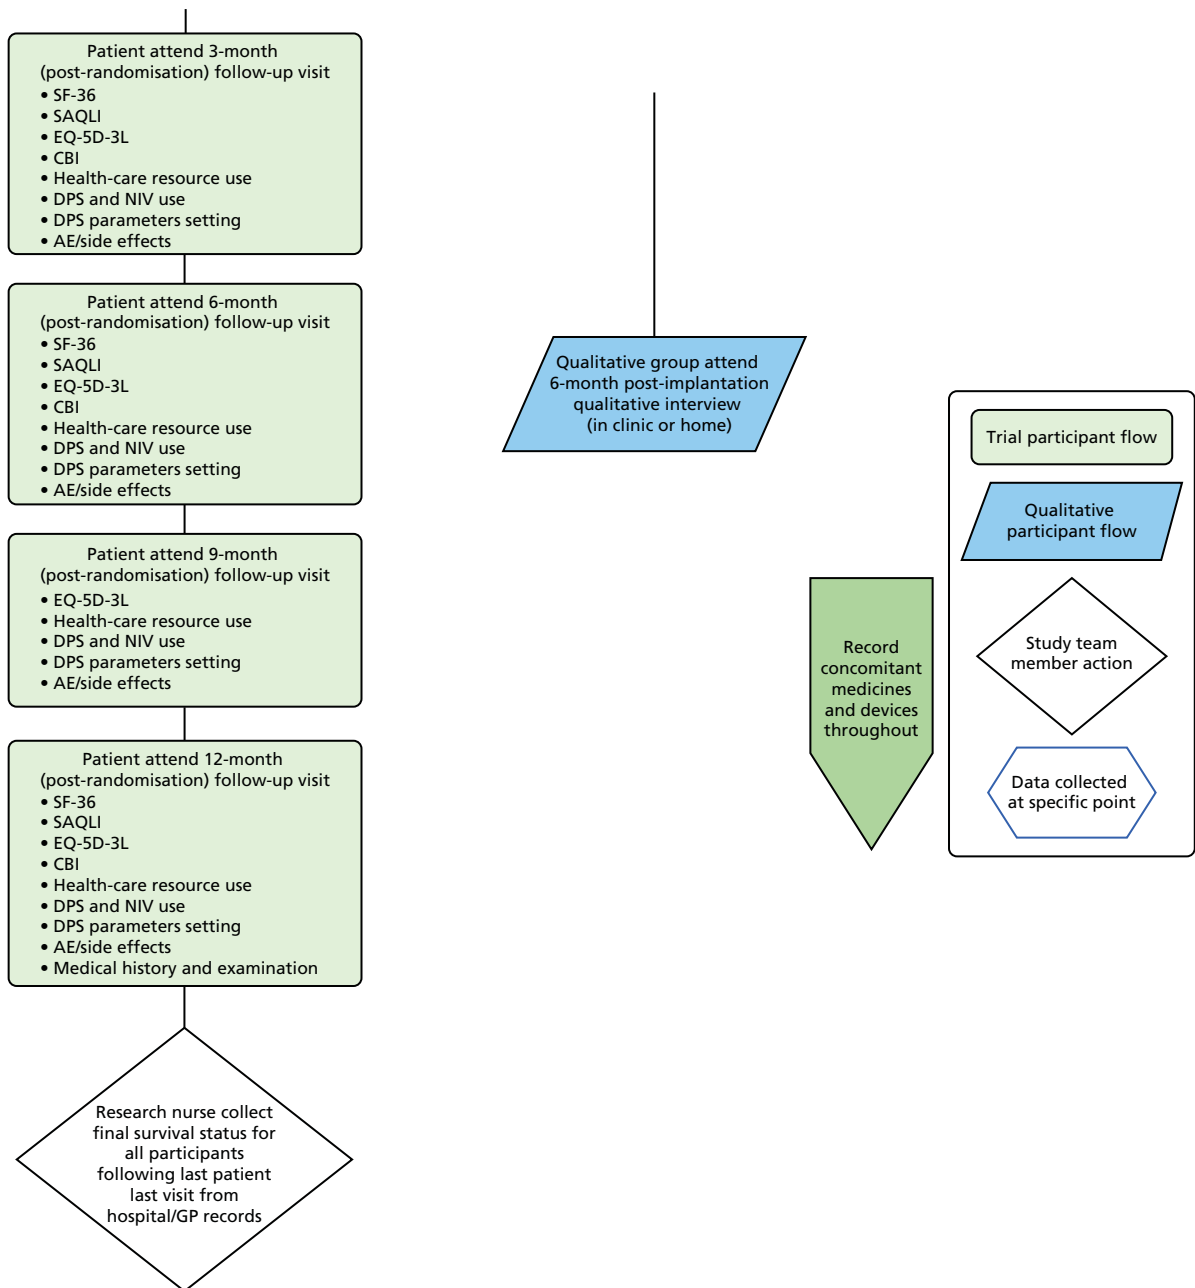 Patient attend 3-month
(post-randomisation) follow-up visit
• SF-36
• SAQLI
• EQ-5D-3L
• CBI
• Health-care resource use
• DPS and NIV use
• DPS parameters setting
• AE/side effects
Patient attend 6-month
(post-randomisation) follow-up visit
• SF-36
• SAQLI
• EQ-5D-3L
• CBI
• Health-care resource use
• DPS and NIV use
• DPS parameters setting
• AE/side effects
Patient attend 9-month
(post-randomisation) follow-up visit
• EQ-5D-3L
• Health-care resource use
• DPS and NIV use
• DPS parameters setting
• AE/side effects
Patient attend 12-month
(post-randomisation) follow-up visit
• SF-36
• SAQLI
• EQ-5D-3L
• CBI
• Health-care resource use
• DPS and NIV use
• DPS parameters setting
• AE/side effects
• Medical history and examination
Research nurse collect
final survival status for
all participants
following last patient
last visit from
hospital/GP records
Qualitative group attend
6-month post-implantation
qualitative interview
(in clinic or home)
Record
concomitant
medicines
and devices
throughout
Trial participant flow
Qualitative
participant flow
Study team
member action
Data collected
at specific point